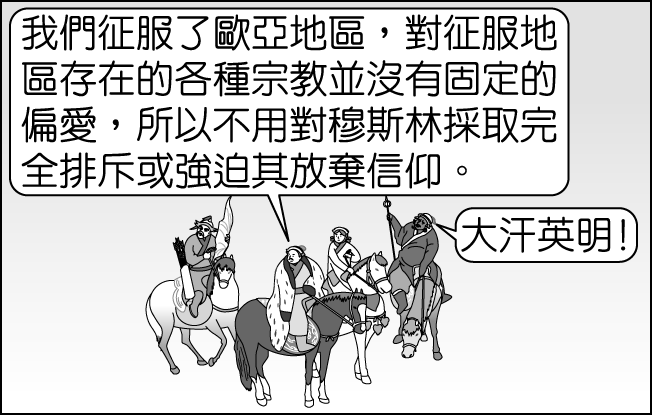 我們征服了歐亞地區，對征服地
區存在的各種宗教並沒有固定的
偏愛，所以不用對穆斯林採取完
全排斥或強迫其放棄信仰。
大汗英明!